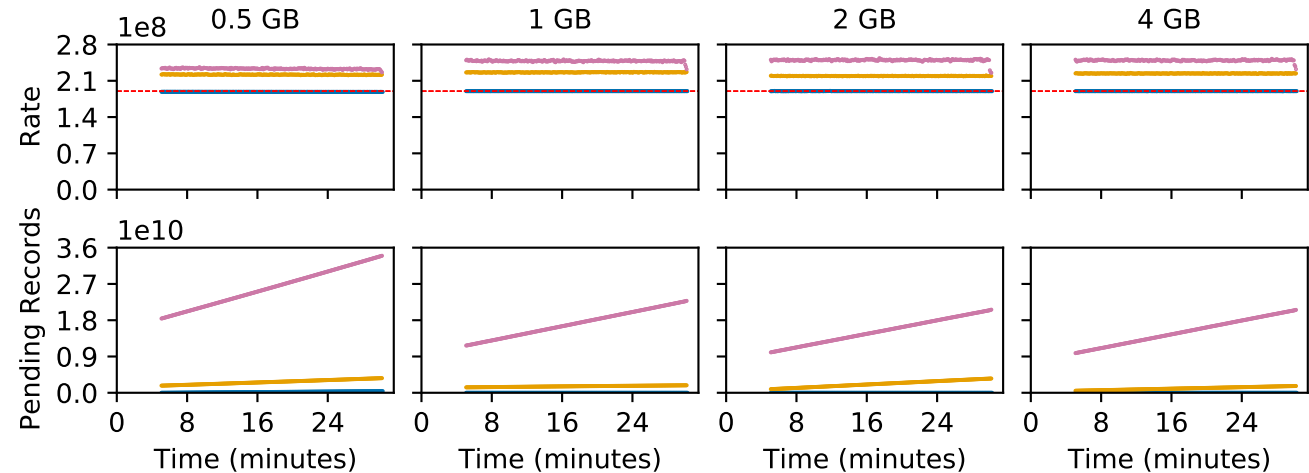 0.5 GB 1 GB 2 GB 4 GB
1e8
2.8
2.1
1.4
0.7
0.0
Rate
1e10
3.6
2.7
1.8
0.9
0.0
Pending Records
0 8 16 24 0 8 16 24 0 8 16 24 0 8 16 24
Time (minutes) Time (minutes) Time (minutes) Time (minutes)